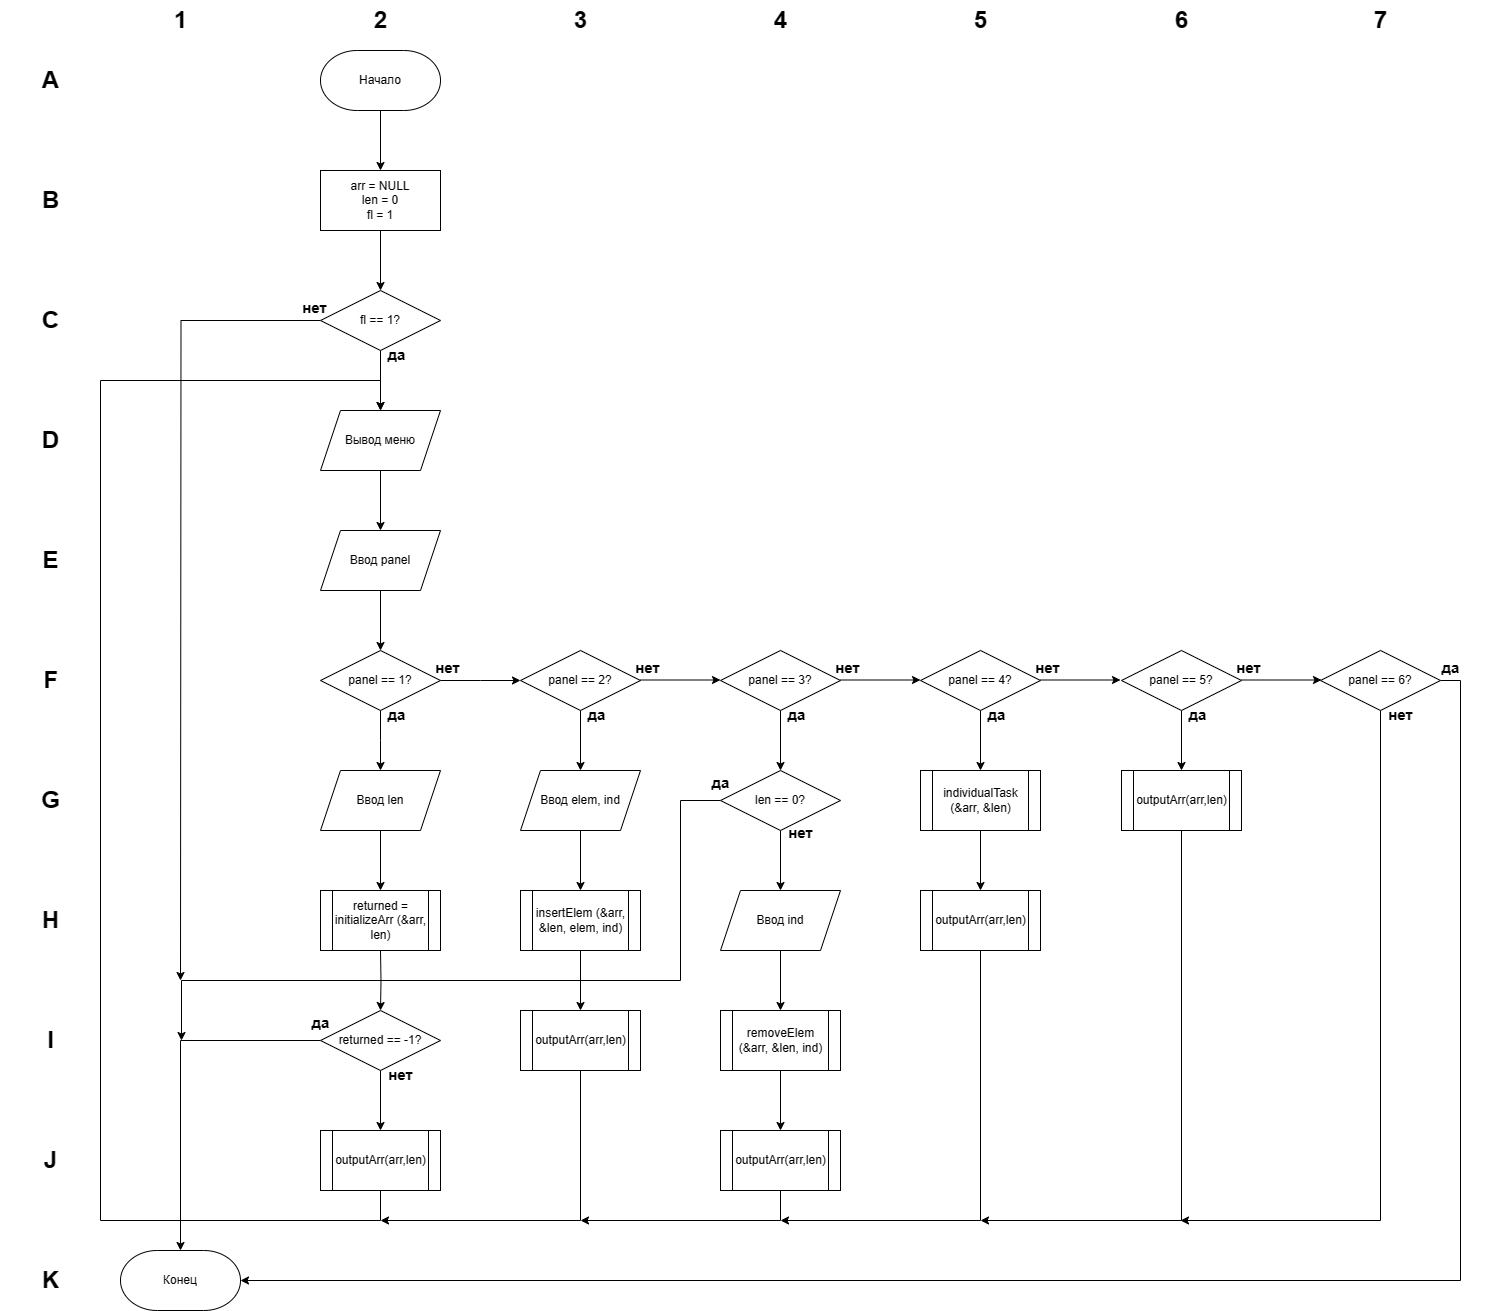 1 2 3 4 5 6 7
A
Начало
B
arr = NULL
len = 0
fl = 1
C
нет
fl == 1?
да
D
Вывод меню
E
Ввод panel
F
panel == 1?
нет
panel == 2?
нет
panel == 3?
нет
panel == 4?
нет
panel == 5?
нет
panel == 6?
да
да
да
да
да
да
нет
G
Ввод len
Ввод elem, ind
да
len == 0?
нет
individualTask
(&arr, &len)
outputArr(arr,len)
H
returned =
initializeArr (&arr,
len)
insertElem (&arr,
&len, elem, ind)
Ввод ind
outputArr(arr,len)
I
да
returned == -1?
нет
outputArr(arr,len)
removeElem
(&arr, &len, ind)
J
outputArr(arr,len)
outputArr(arr,len)
K
Конец